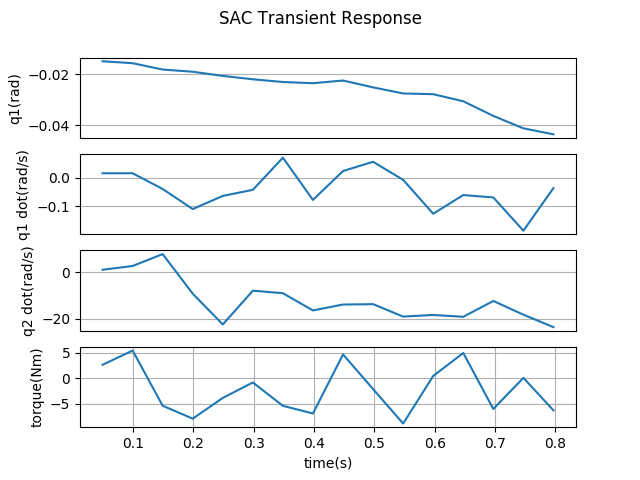 SAC Transient Response
q1(rad)
−0.02
−0.04
q1 dot(rad/s)
0.0
−0.1
q2 dot(rad/s)
0
−20
torque(Nm)
5
0
−5
0.1 0.2 0.3 0.4 0.5 0.6 0.7 0.8
time(s)